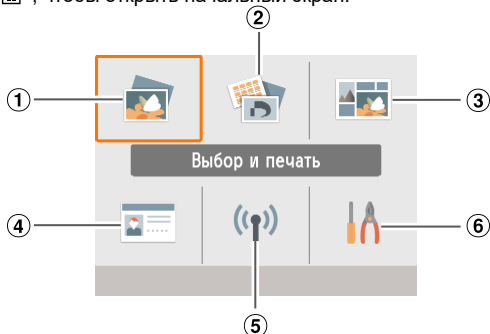 ", чтобы открыть начальный экран.
②
① ③
Выбор и печать
④ ⑥
⑤